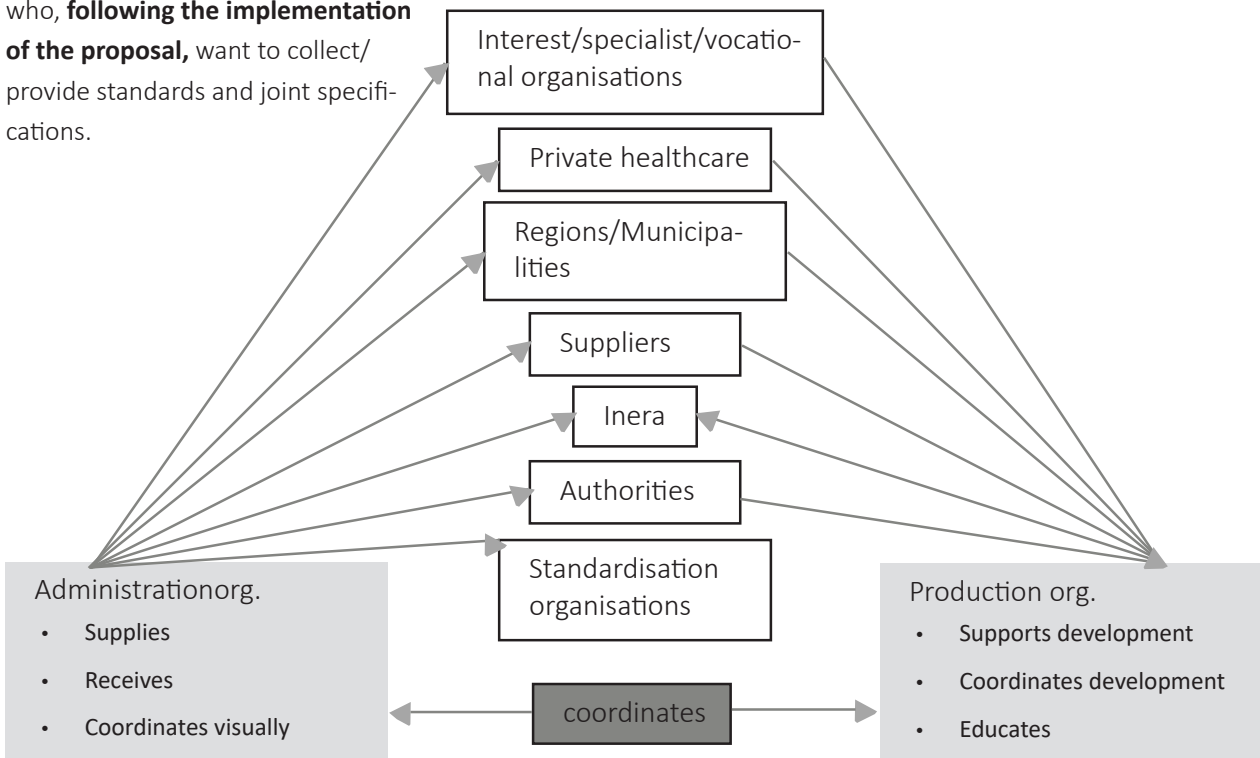 who, following the implementation
of the proposal, want to collect/
provide standards and joint specifi-
cations.
Interest/specialist/vocatio-
nal organisations
Private healthcare
Regions/Municipa-
lities
Suppliers
Inera
Authorities
Standardisation
organisations
Administrationorg.
• Supplies
• Receives
• Coordinates visually
coordinates
Production org.
• Supports development
• Coordinates development
• Educates